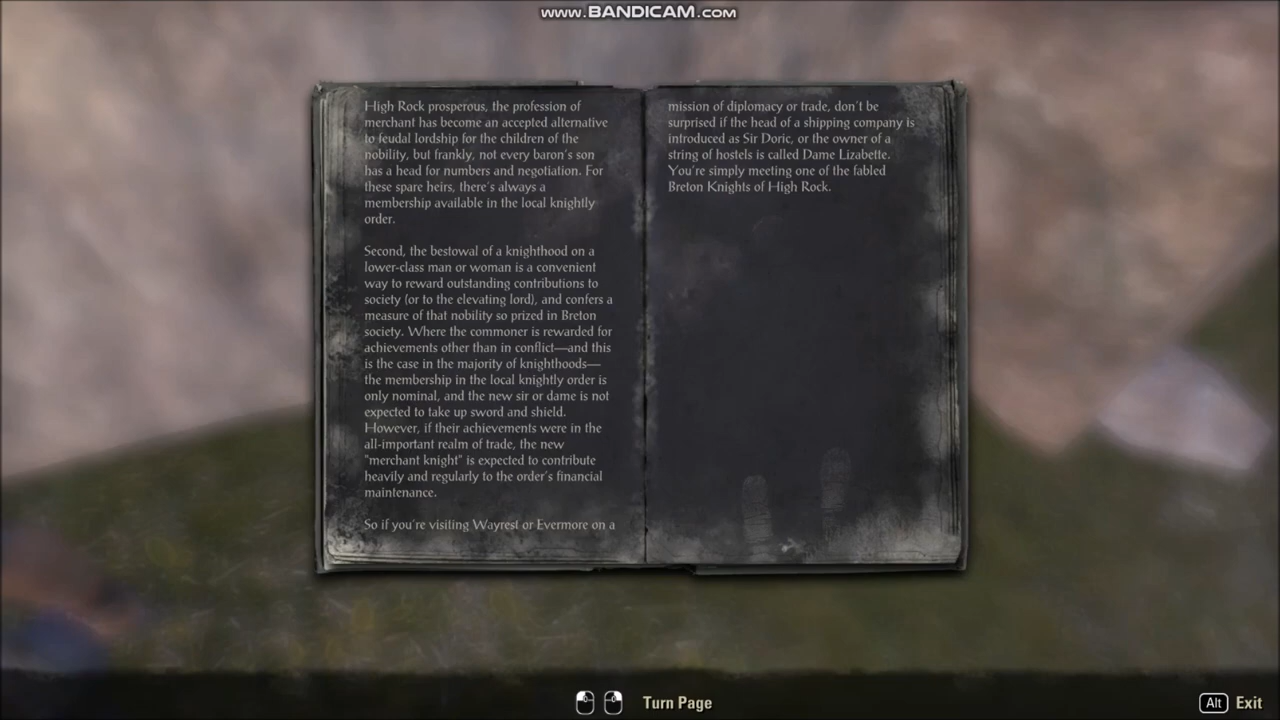 www.BANDICAM.com
High Rock prosperous, the profession of
merchant has become an accepted alternative
to feudal lordship for the children of the
nobility, but frankly, not every baron's son
has a head for numbers and negotiation. For
these spare heirs, there's always a
membership available in the local knightly
order.
Second, the bestowal of a knighthood on a
lower-class man or woman is a convenient
way to reward outstanding contributions to
society (or to the elevating lord), and confers a
measure of that nobility so prized in Breton
society. Where the commoner is rewarded for
achievements other than in conflict—and this
is the case in the majority of knighthoods—
the membership in the local knightly order is
only nominal, and the new sir or dame is not
expected to take up sword and shield.
However, if their achievements were in the
all-important realm of trade, the new
"merchant knight" is expected to contribute
heavily and regularly to the order's financial
maintenance.
So if you're visiting Wayrest or Evermore on a
mission of diplomacy or trade, don't be
surprised if the head of a shipping company is
introduced as Sir Doric, or the owner of a
string of hostels is called Dame Lizabette.
You're simply meeting one of the fabled
Breton Knights of High Rock.
Turn Page
Alt Exit